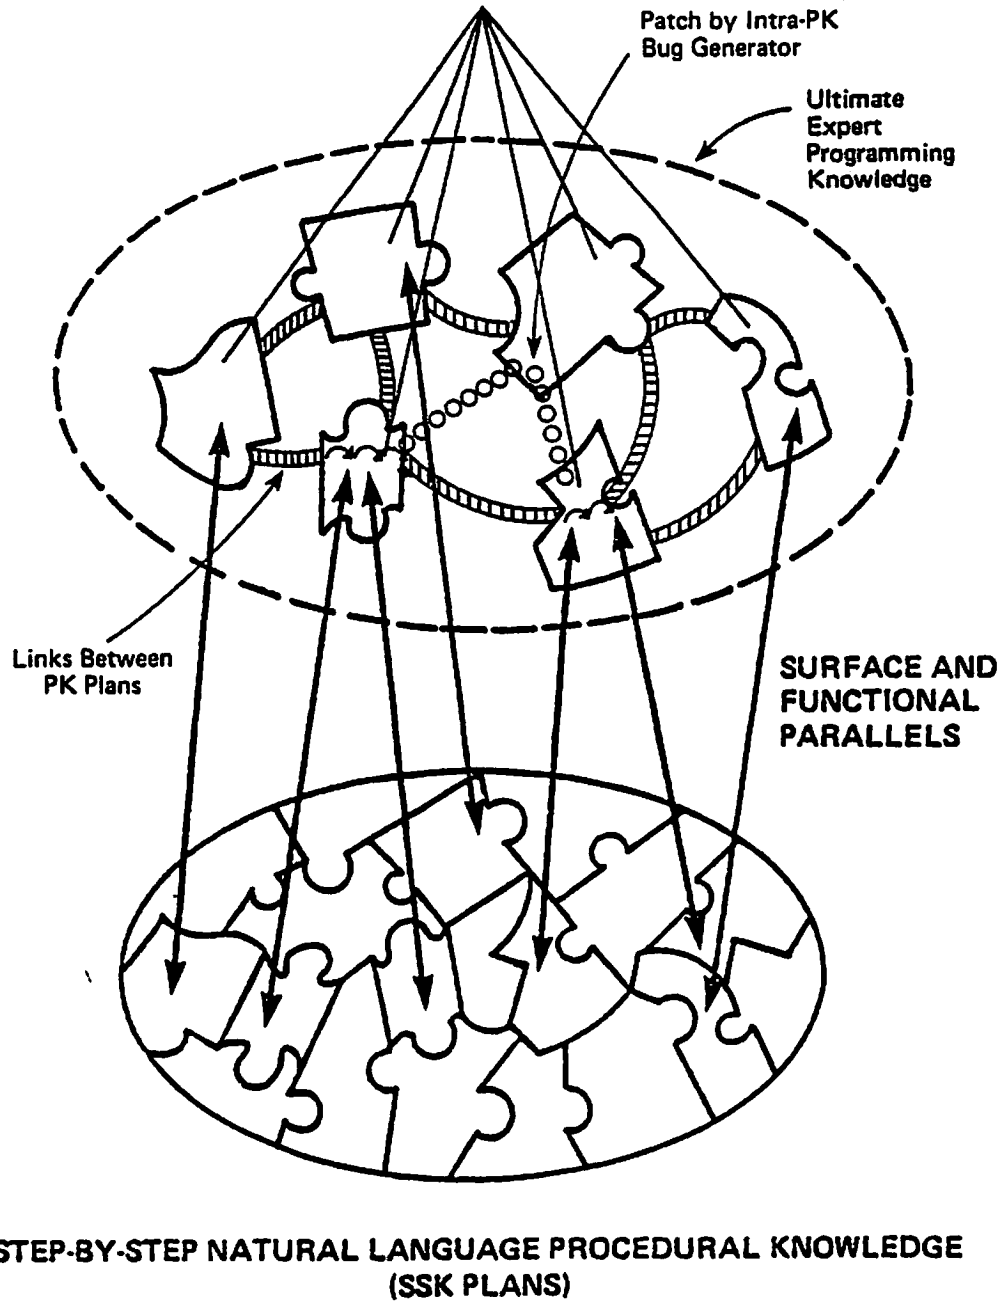 Patch by Intra-PK
Bug Generator
Ultimate
Expert
Programming
Knowledge
Links Between
PK Plans
SURFACE AND
FUNCTIONAL
PARALLELS
STEP-BY-STEP NATURAL LANGUAGE PROCEDURAL KNOWLEDGE
(SSK PLANS)